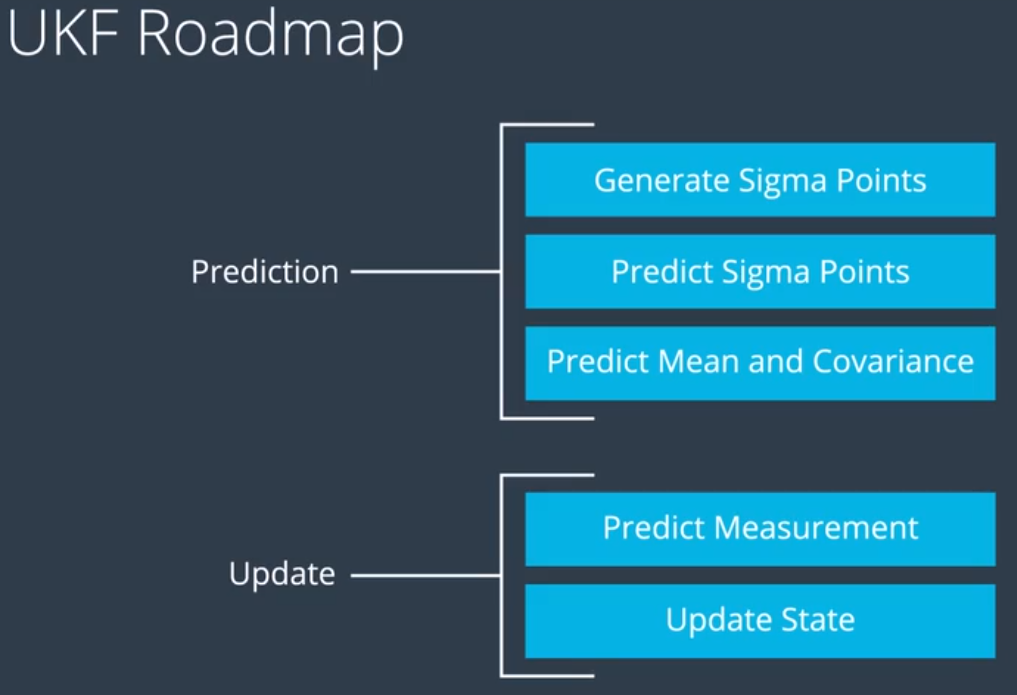 UKF Roadmap
Prediction
Generate Sigma Points
Predict Sigma Points
Predict Mean and Covariance
Update
Predict Measurement
Update State